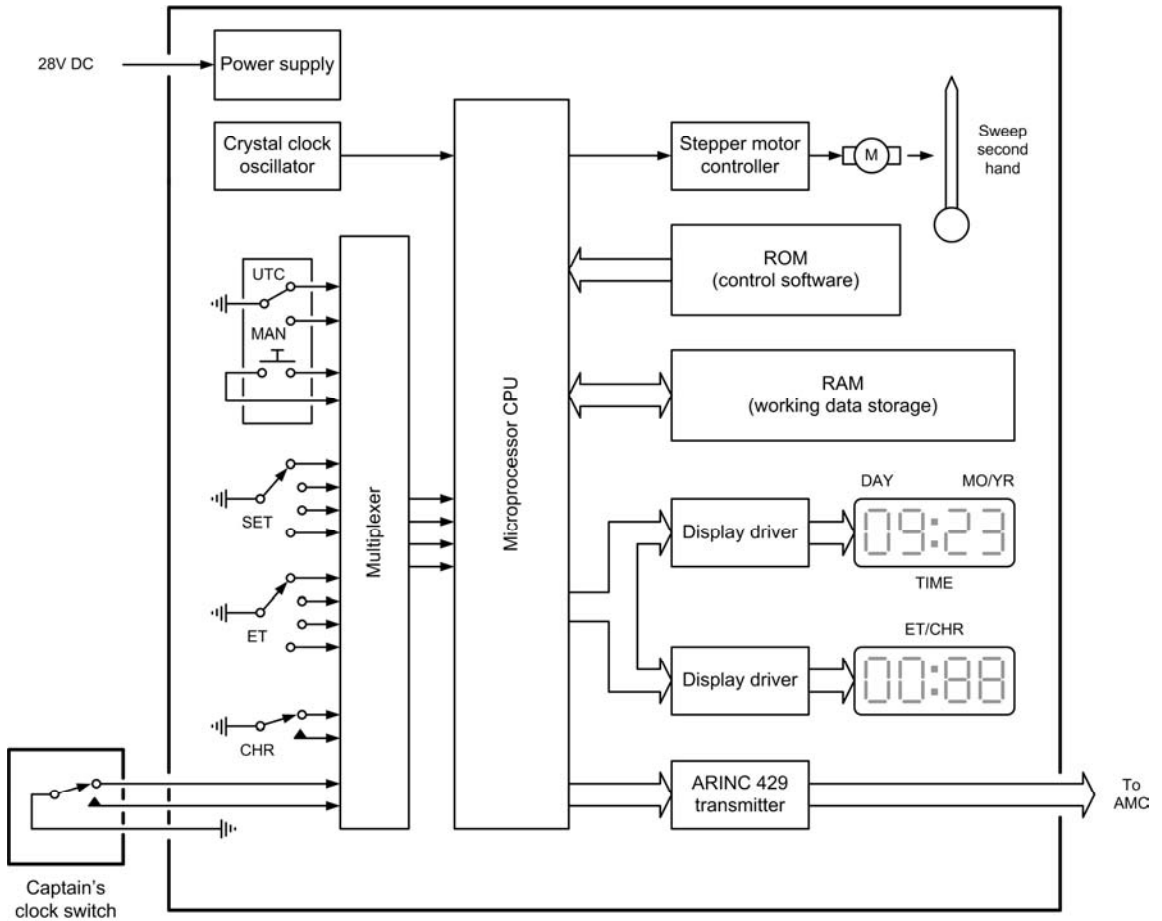 28V DC
Power supply
Crystal clock
oscillator
Stepper motor
controller
M
Sweep
second
hand
UTC
MAN
SET
ET
CHR
Multiplexer
Microprocessor CPU
ROM
(control software)
RAM
(working data storage)
DAY
MO/YR
Display driver
09:23
TIME
ET/CHR
Display driver
00:88
ARINC 429
transmitter
To
AMC
Captain's
clock switch